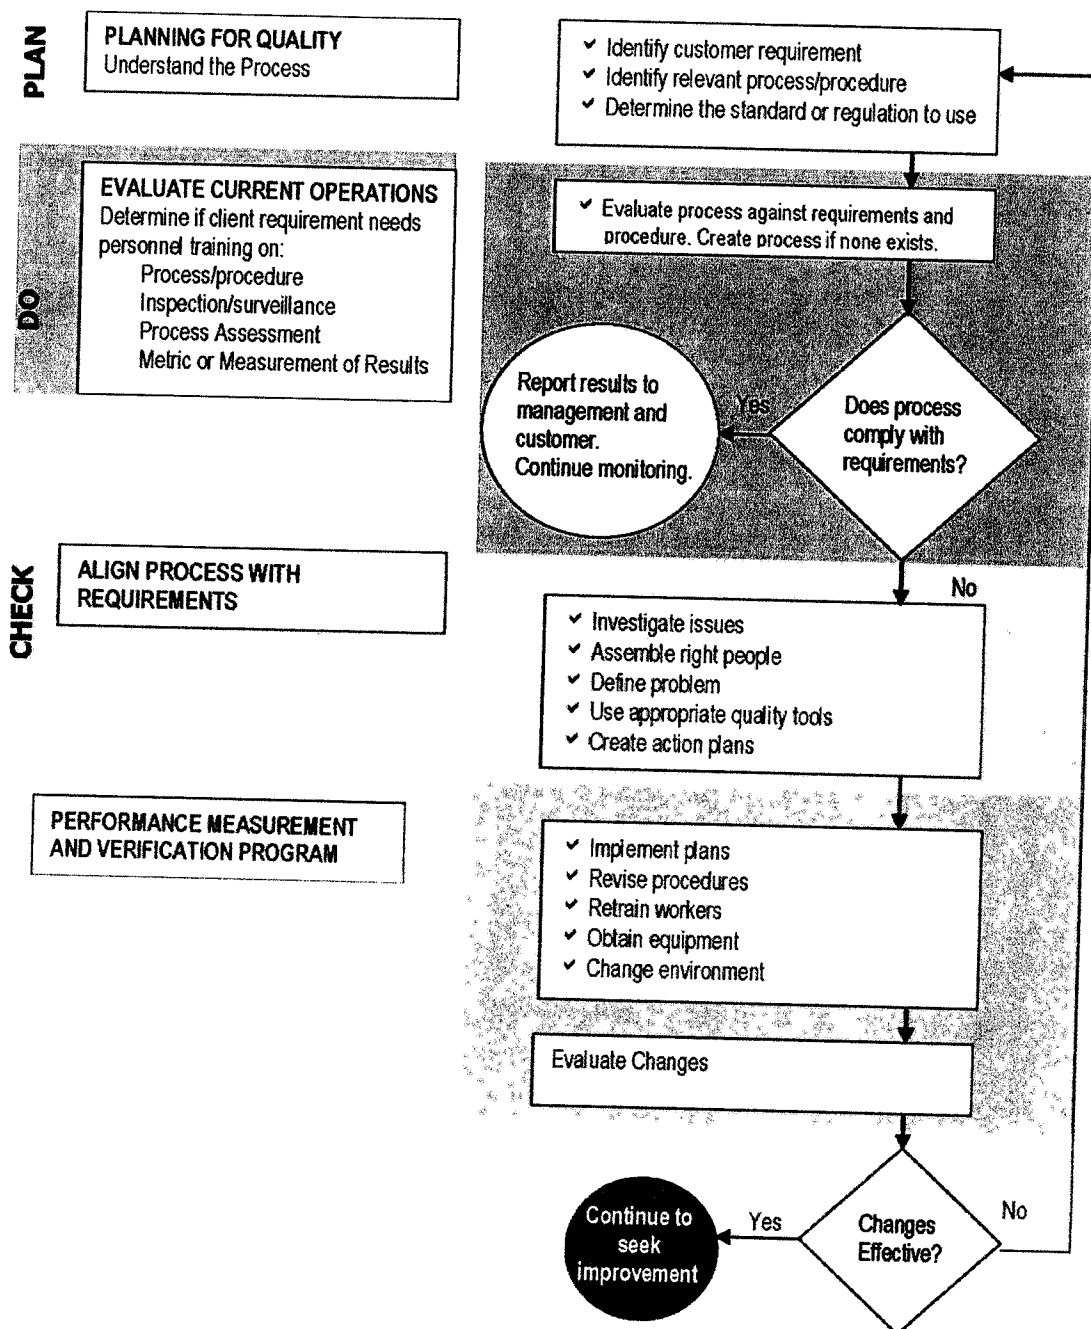 PLAN
PLANNING FOR QUALITY
Understand the Process
✓ Identify customer requirement
✓ Identify relevant process/procedure
✓ Determine the standard or regulation to use
DO
EVALUATE CURRENT OPERATIONS
Determine if client requirement needs
personnel training on:
Process/procedure
Inspection/surveillance
Process Assessment
Metric or Measurement of Results
✓ Evaluate process against requirements and
procedure. Create process if none exists.
Does process
comply with
requirements?
Yes
Report results to
management and
customer.
Continue monitoring.
No
CHECK
ALIGN PROCESS WITH
REQUIREMENTS
✓ Investigate issues
✓ Assemble right people
✓ Define problem
✓ Use appropriate quality tools
✓ Create action plans
PERFORMANCE MEASUREMENT
AND VERIFICATION PROGRAM
✓ Implement plans
✓ Revise procedures
✓ Retrain workers
✓ Obtain equipment
✓ Change environment
Evaluate Changes
Changes
Effective?
Yes
No
Continue to
seek
improvement